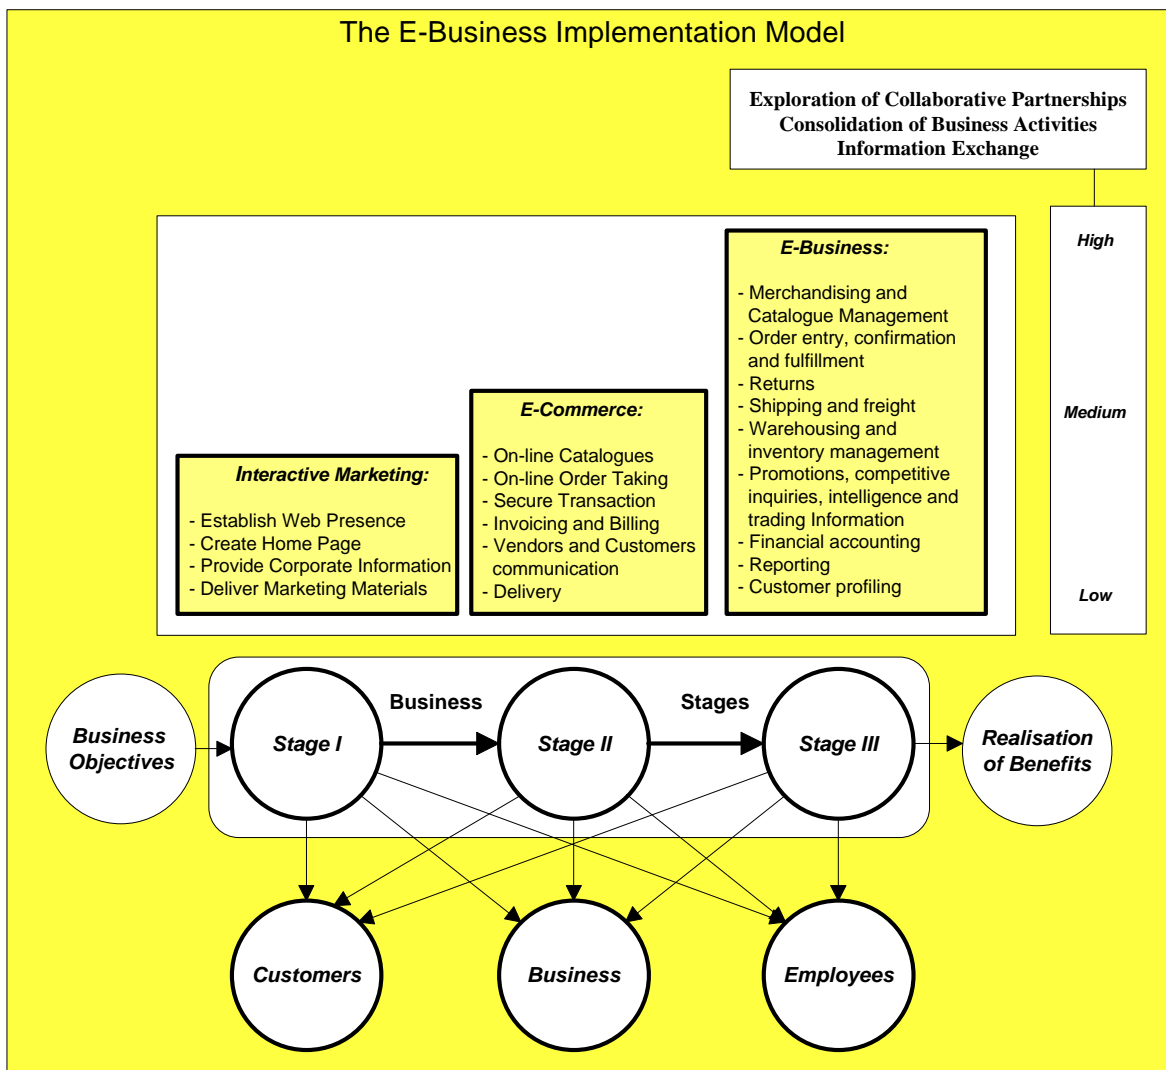 The E-Business Implementation Model
Exploration of Collaborative Partnerships
Consolidation of Business Activities
Information Exchange
High
Medium
Low
E-Business:
- Merchandising and
Catalogue Management
- Order entry, confirmation
and fulfillment
- Returns
- Shipping and freight
- Warehousing and
inventory management
- Promotions, competitive
inquiries, intelligence and
trading Information
- Financial accounting
- Reporting
- Customer profiling
E-Commerce:
- On-line Catalogues
- On-line Order Taking
- Secure Transaction
- Invoicing and Billing
- Vendors and Customers
communication
- Delivery
Interactive Marketing:
- Establish Web Presence
- Create Home Page
- Provide Corporate Information
- Deliver Marketing Materials
Business
Objectives
Stage I
Business
Stage II
Stages
Stage III
Realisation
of Benefits
Customers
Business
Employees